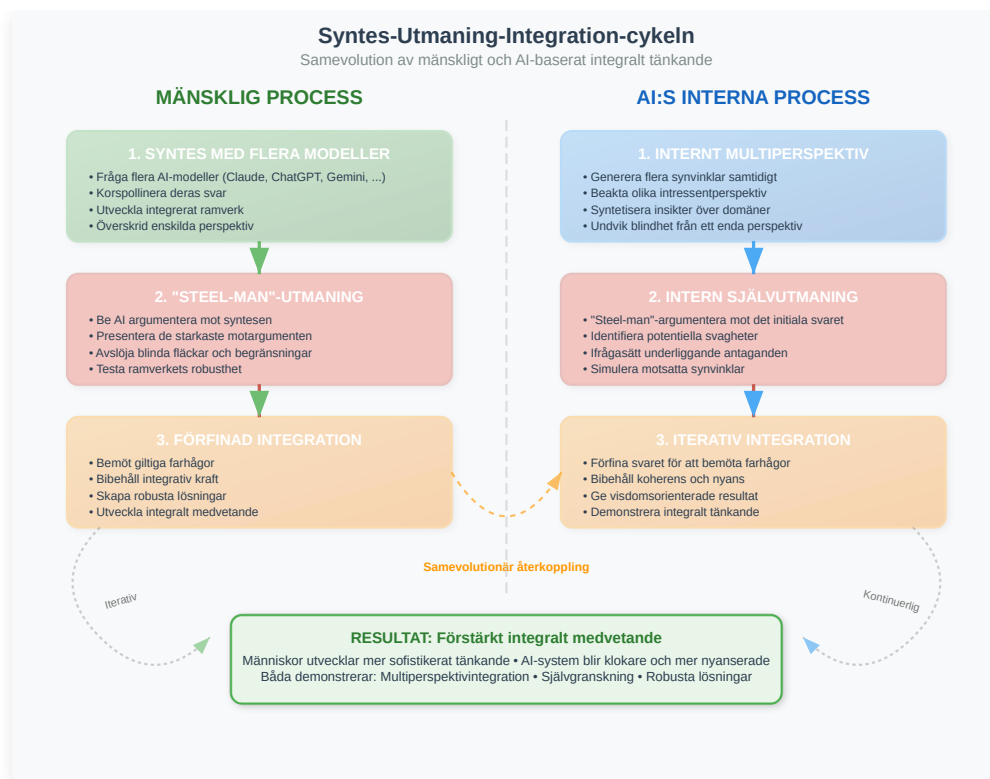 Syntes-Utmaning-Integration-cykeln
Samevolution av mänskligt och AI-baserat integralt tänkande
MÄNSKLIG PROCESS
1. SYNTES MED FLERA MODELLER
• Fråga flera AI-modeller (Claude, ChatGPT, Gemini, ...)
• Korspollinera deras svar
• Utveckla integrerat ramverk
• Överskrid enskilda perspektiv
2. "STEEL-MAN"-UTMANING
• Be AI argumentera mot syntesen
• Presentera de starkaste motargumenten
• Avslöja blinda fläckar och begränsningar
• Testa ramverkets robusthet
3. FÖRFINAD INTEGRATION
• Bemöt giltiga farhågor
• Bibehåll integrativ kraft
• Skapa robusta lösningar
• Utveckla integralt medvetande
Iterativ
AI:S INTERNA PROCESS
1. INTERNT MULTIPERSPEKTIV
• Generera flera synvinklar samtidigt
• Beakta olika intressentperspektiv
• Syntetisera insikter över domäner
• Undvik blindhet från ett enda perspektiv
2. INTERN SJÄLVUTMANING
• "Steel-man"-argumentera mot det initiala svaret
• Identifiera potentiella svagheter
• Ifrågasätt underliggande antaganden
• Simulera motsatta synvinklar
3. ITERATIV INTEGRATION
• Förfina svaret för att bemöta farhågor
• Bibehåll koherens och nyans
• Ge visdomsorienterade resultat
• Demonstrera integralt tänkande
Kontinuerlig
Samevolutionär återkoppling
RESULTAT: Förstärkt integralt medvetande
Människor utvecklar mer sofistikerat tänkande • AI-system blir klokare och mer nyanserade
Båda demonstrerar: Multiperspektivintegration • Självgranskning • Robusta lösningar